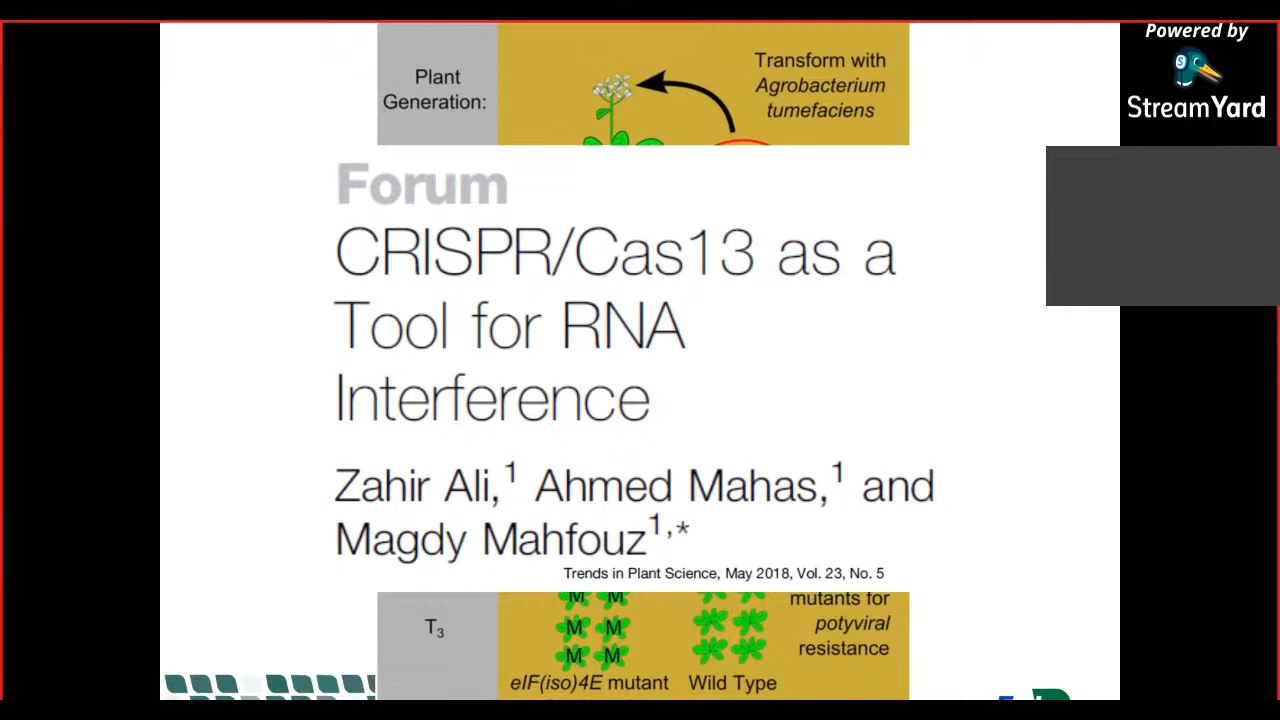 Powered by
StreamYard
Plant
Generation:
Transform with
Agrobacterium
tumefaciens
Forum
CRISPR/Cas13 as a
Tool for RNA
Interference
Zahir Ali,1 Ahmed Mahas,1 and
Magdy Mahfouz1,*
Trends in Plant Science, May 2018, Vol. 23, No. 5
T3
M M
M M
M M
mutants for
potyviral
resistance
eIF(iso)4E mutant
Wild Type